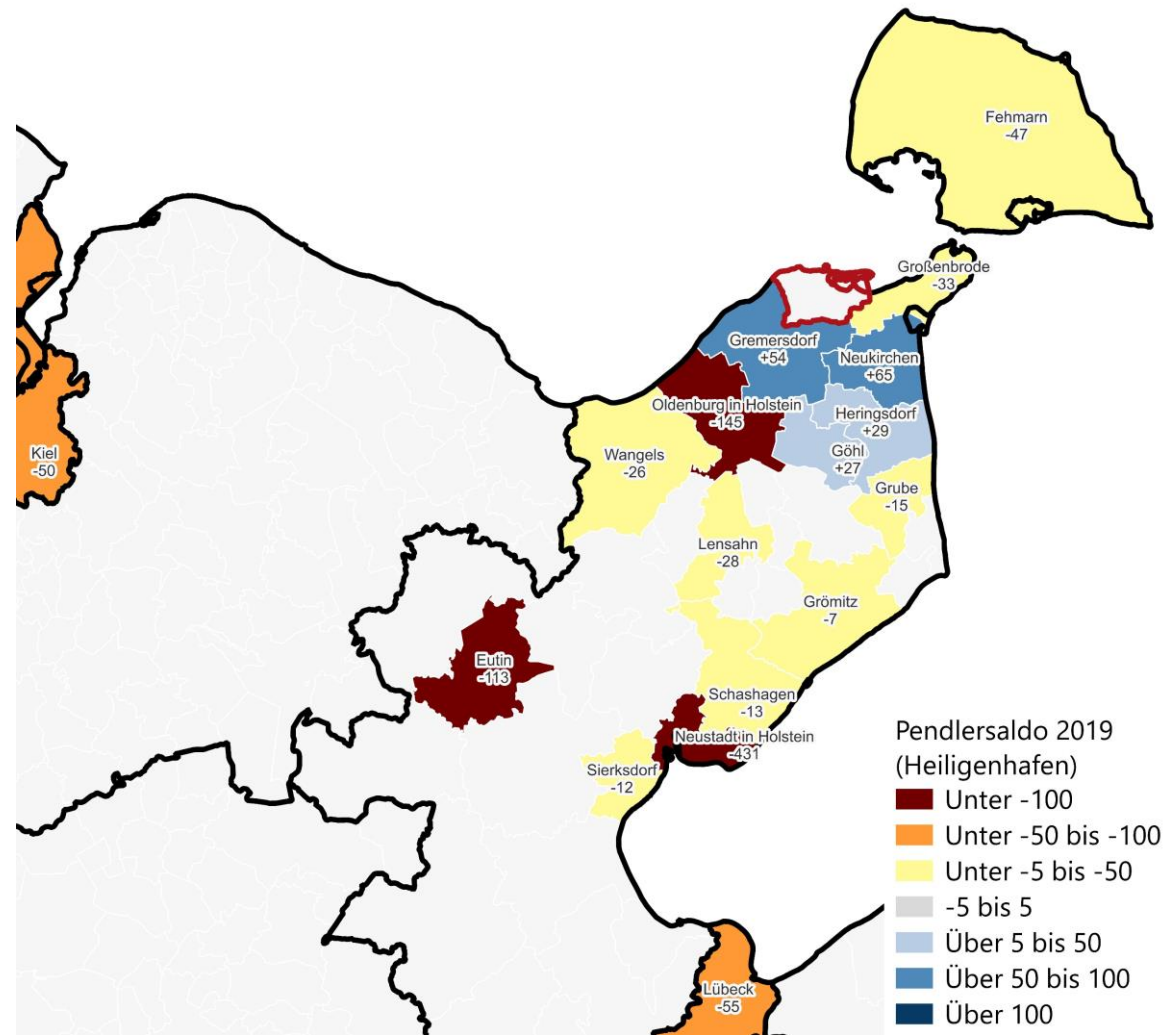 Fehmarn
-47
Großenbrode
-33
Gremersdorf
+54
Neukirchen
+65
Oldenburg in Holstein
-145
Heringsdorf
+29
Göhl
+27
Kiel
-50
Wangels
-26
Grube
-15
Lensahn
-28
Grömitz
-7
Eutin
-113
Schashagen
-13
Neustadt in Holstein
-431
Sierksdorf
-12
Lübeck
-55
Pendlersaldo 2019
(Heiligenhafen)
Unter -100
Unter -50 bis -100
Unter -5 bis -50
-5 bis 5
Über 5 bis 50
Über 50 bis 100
Über 100